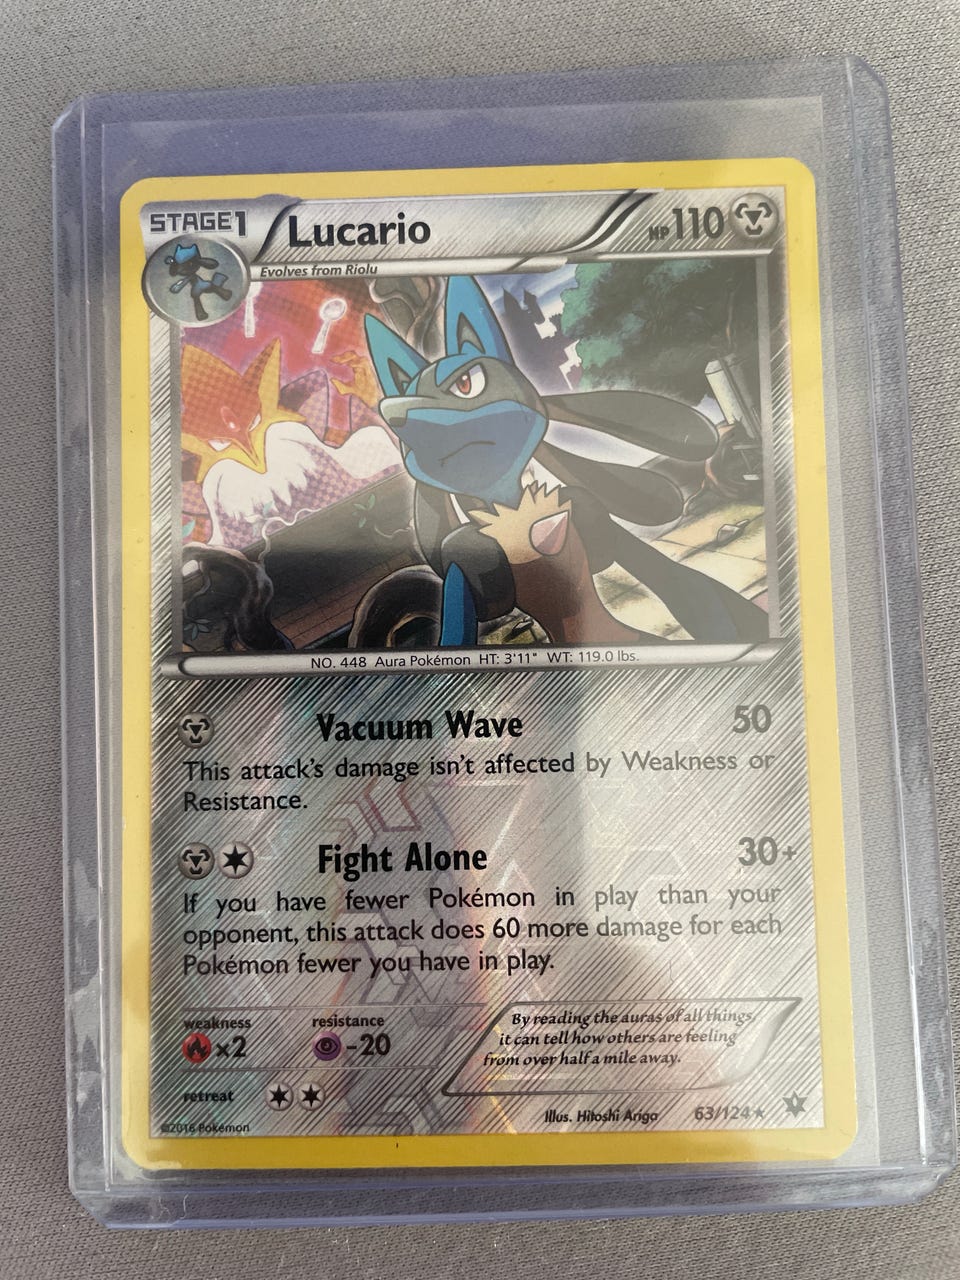 STAGE1 Lucario HP 110
Evolves from Riolu
NO. 448 Aura Pokémon HT: 3'11" WT: 119.0 lbs.
Vacuum Wave 50
This attack's damage isn't affected by Weakness or
Resistance.
Fight Alone 30+
If you have fewer Pokémon in play than your
opponent, this attack does 60 more damage for each
Pokémon fewer you have in play.
weakness resistance
×2 -20
By reading the auras of all things,
it can tell how others are feeling
from over half a mile away.
retreat
Illus. Hitoshi Ariga 63/124★
©2016 Pokémon